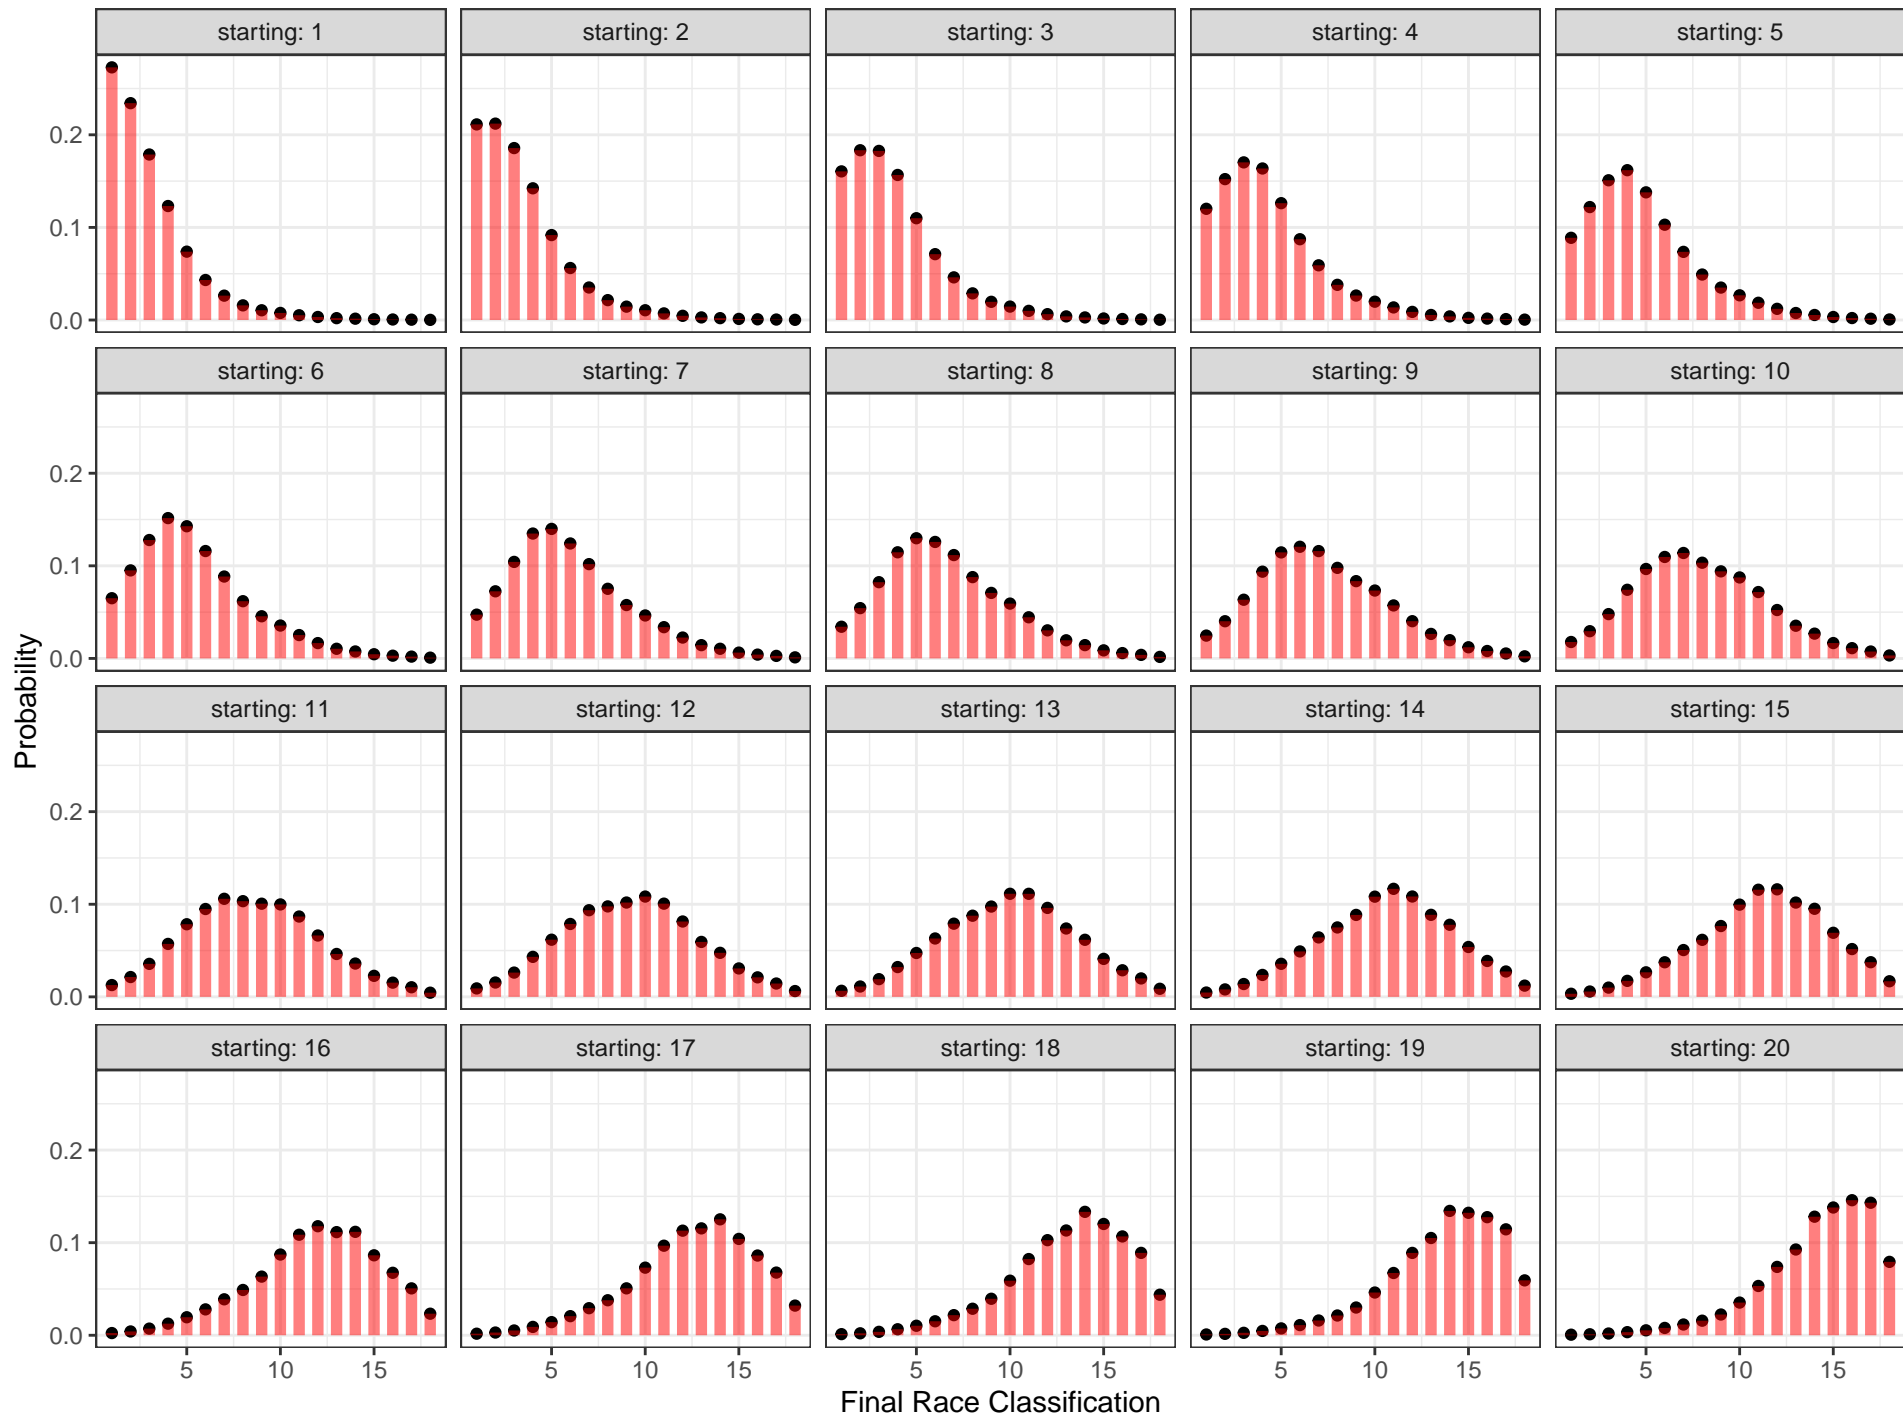 starting: 1
starting: 2
starting: 3
starting: 4
starting: 5
0.2
0.1
0.0
starting: 6
starting: 7
starting: 8
starting: 9
starting: 10
0.2
0.1
0.0
Probability
starting: 11
starting: 12
starting: 13
starting: 14
starting: 15
0.2
0.1
0.0
starting: 16
starting: 17
starting: 18
starting: 19
starting: 20
0.2
0.1
0.0
5 10 15
5 10 15
5 10 15
5 10 15
5 10 15
Final Race Classification